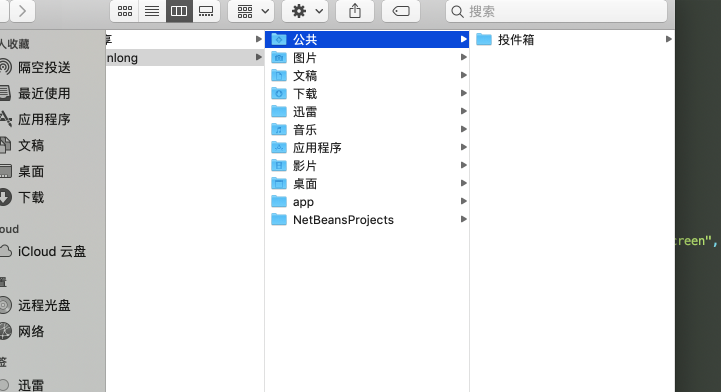 搜索
人收藏
隔空投送
最近使用
应用程序
文稿
桌面
下载
oud
iCloud 云盘
置
远程光盘
网络
签
迅雷
享
nlong
公共
图片
文稿
下载
迅雷
音乐
应用程序
影片
桌面
app
NetBeansProjects
投件箱
creen",